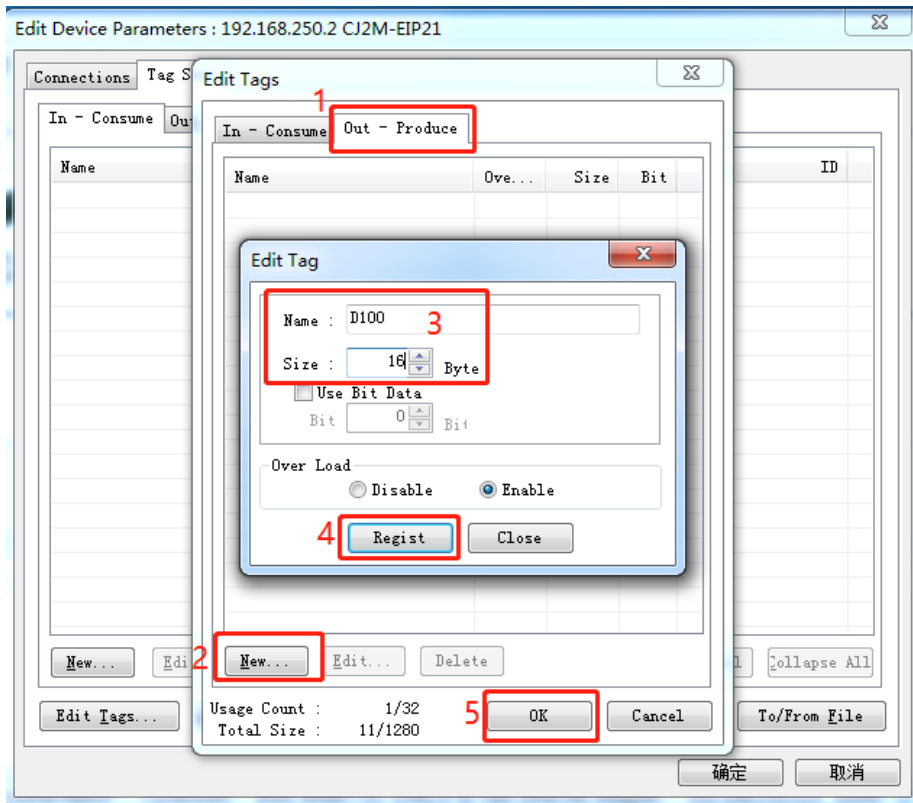 Edit Device Parameters : 192.168.250.2 CJ2M-EIP21
Connections Tag S
In - Consume Ou
Name ID
New... Edi l Collapse All
Edit Tags... To/From File
确定 取消
Edit Tags
1
In - Consume Out - Produce
Name Ove... Size Bit
Edit Tag
Name : D100
3
Size : 16 Byte
Use Bit Data
Bit 0 Bit
Over Load
Disable Enable
4 Regist Close
2 New... Edit... Delete
Usage Count : 1/32
Total Size : 11/1280
5 OK Cancel